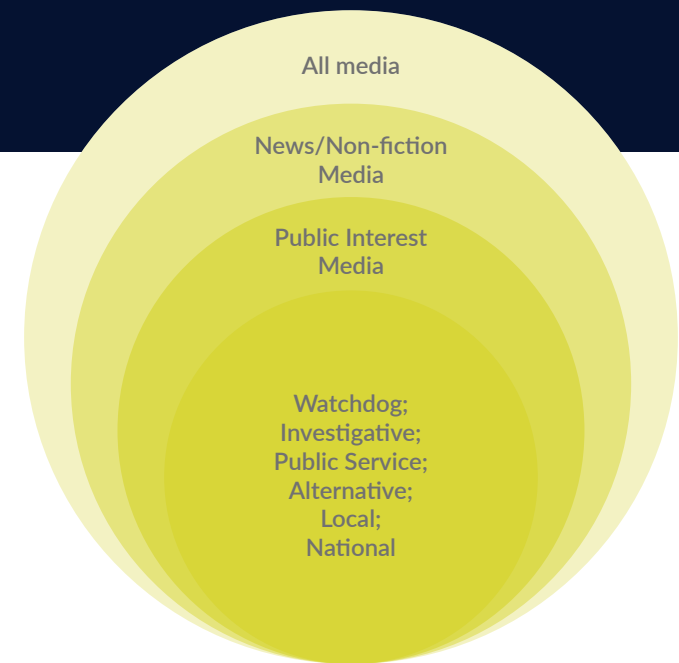 All media
News/Non-fiction
Media
Public Interest
Media
Watchdog;
Investigative;
Public Service;
Alternative;
Local;
National